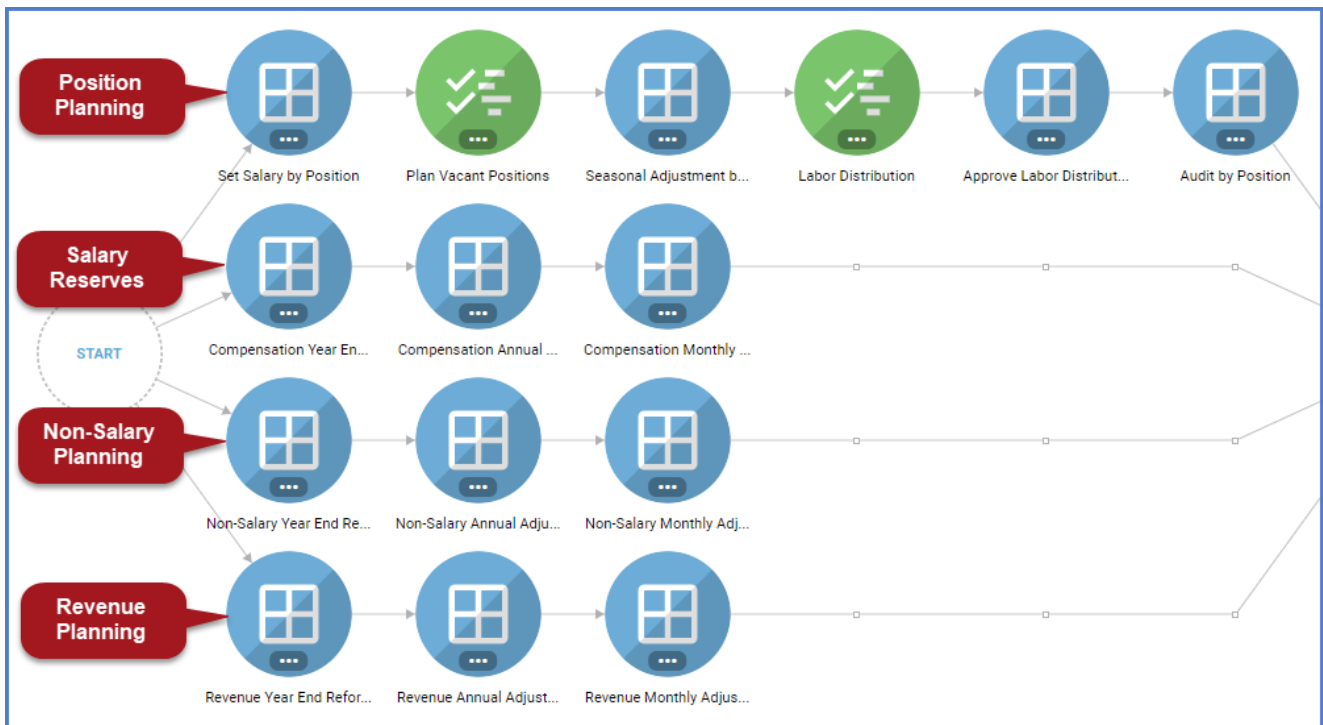 Position
Planning
Set Salary by Position
Plan Vacant Positions
Seasonal Adjustment b...
Labor Distribution
Approve Labor Distribut...
Audit by Position
Salary
Reserves
Compensation Year En...
Compensation Annual ...
Compensation Monthly ...
START
Non-Salary
Planning
Non-Salary Year End Re...
Non-Salary Annual Adju...
Non-Salary Monthly Adj...
Revenue
Planning
Revenue Year End Refor...
Revenue Annual Adjust...
Revenue Monthly Adjus...